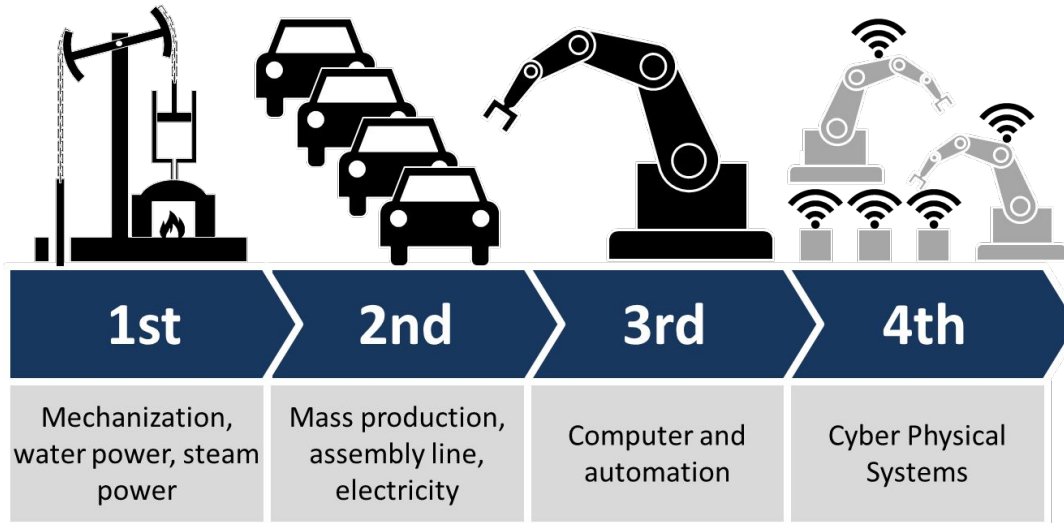 1st
2nd
3rd
4th
Mechanization,
water power, steam
power
Mass production,
assembly line,
electricity
Computer and
automation
Cyber Physical
Systems